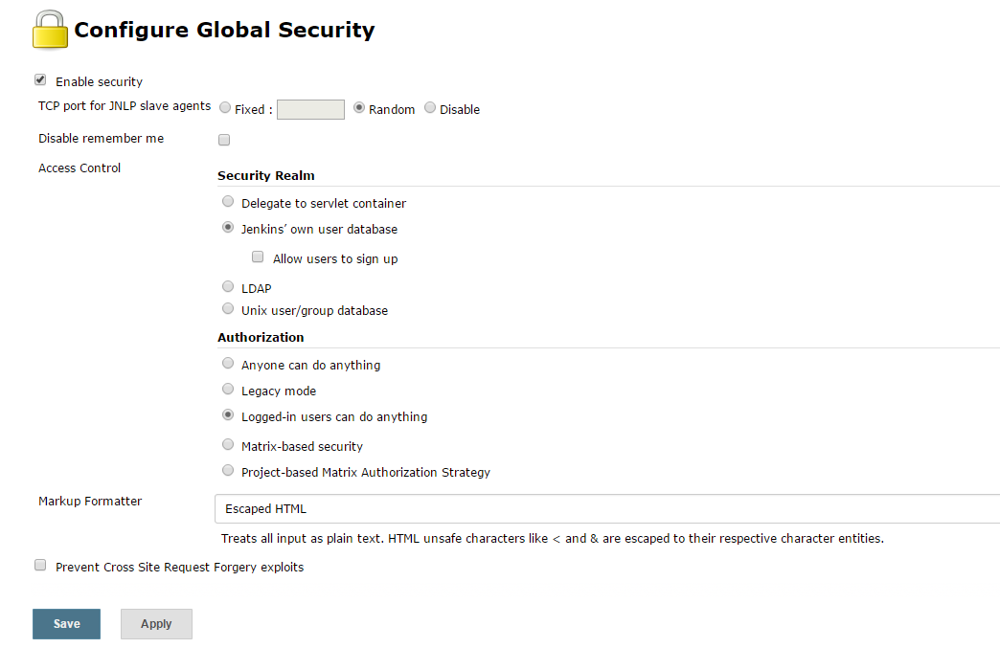 Configure Global Security
Enable security
TCP port for JNLP slave agents Fixed : Random Disable
Disable remember me
Access Control
Security Realm
Delegate to servlet container
Jenkins’ own user database
Allow users to sign up
LDAP
Unix user/group database
Authorization
Anyone can do anything
Legacy mode
Logged-in users can do anything
Matrix-based security
Project-based Matrix Authorization Strategy
Markup Formatter
Escaped HTML
Treats all input as plain text. HTML unsafe characters like < and & are escaped to their respective character entities.
Prevent Cross Site Request Forgery exploits
Save Apply